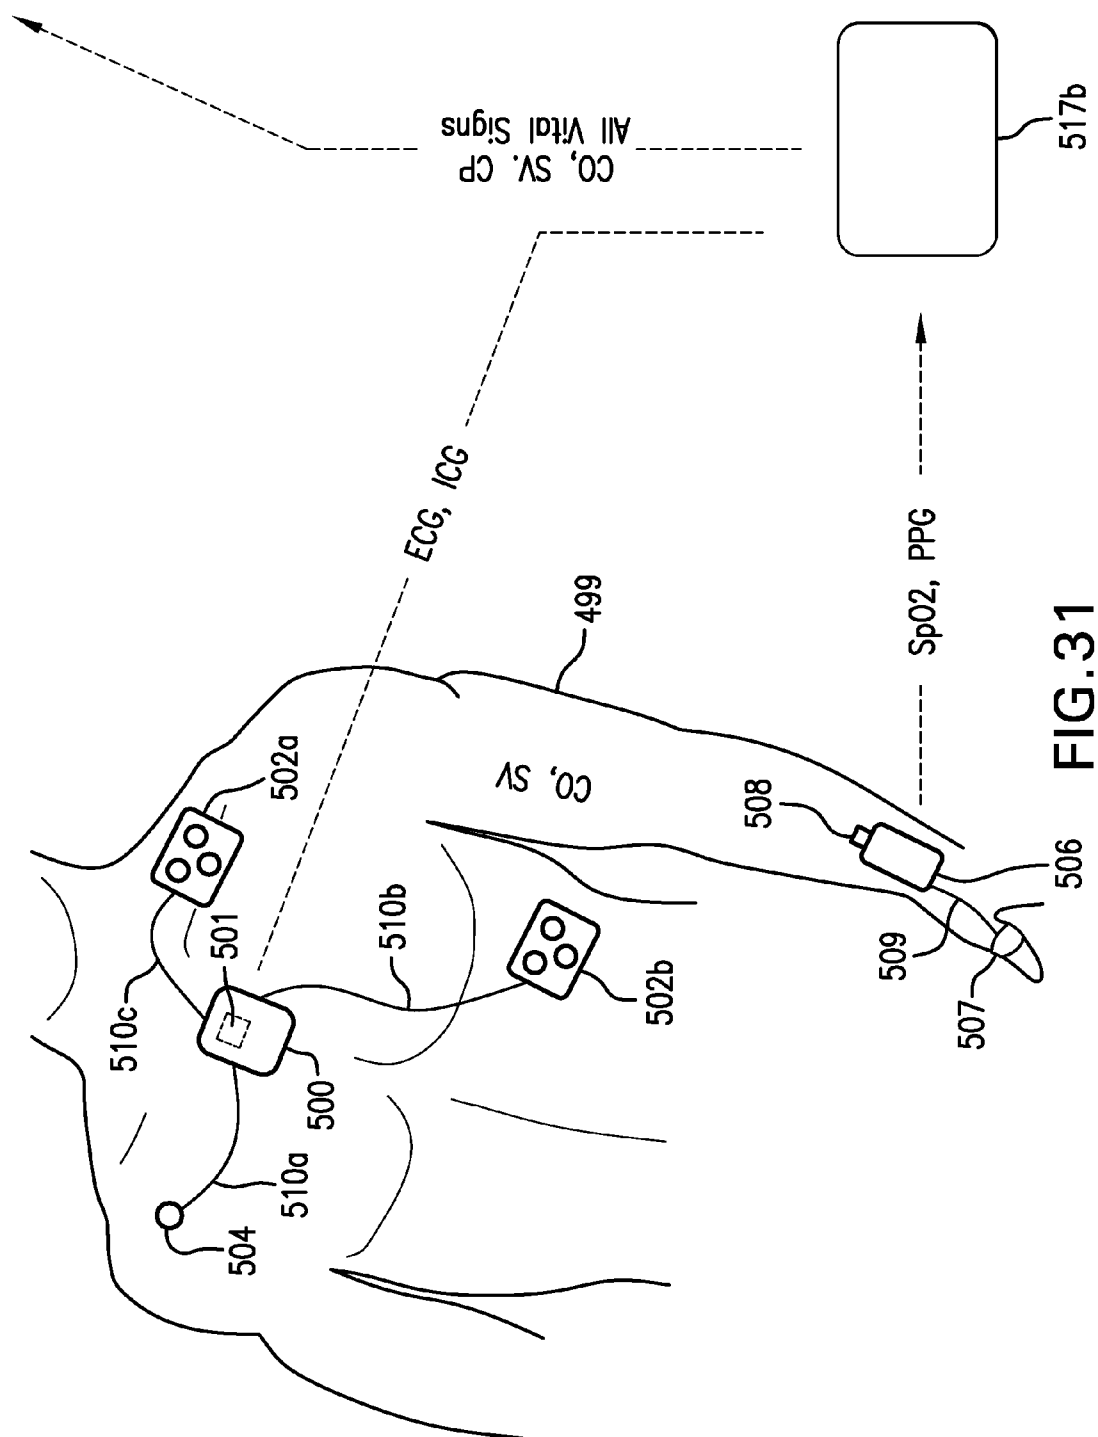 CO, SV. CP
All Vital Signs
517b
ECG, ICG
SpO2, PPG
499
CO, SV
502a
501
510c
510b
500
510a
504
502b
508
506
509
507
FIG.31